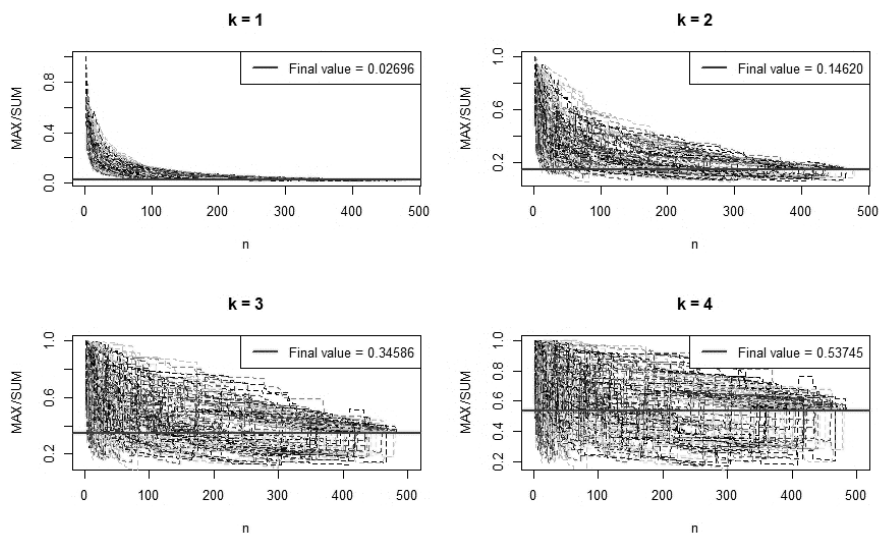 k = 1
MAX/SUM
0.8
0.4
0.0
Final value = 0.02696
0 100 200 300 400 500
n
k = 2
MAX/SUM
1.0
0.6
0.2
Final value = 0.14620
0 100 200 300 400 500
n
k = 3
MAX/SUM
1.0
0.6
0.2
Final value = 0.34586
0 100 200 300 400 500
n
k = 4
MAX/SUM
1.0
0.8
0.6
0.4
0.2
Final value = 0.53745
0 100 200 300 400 500
n